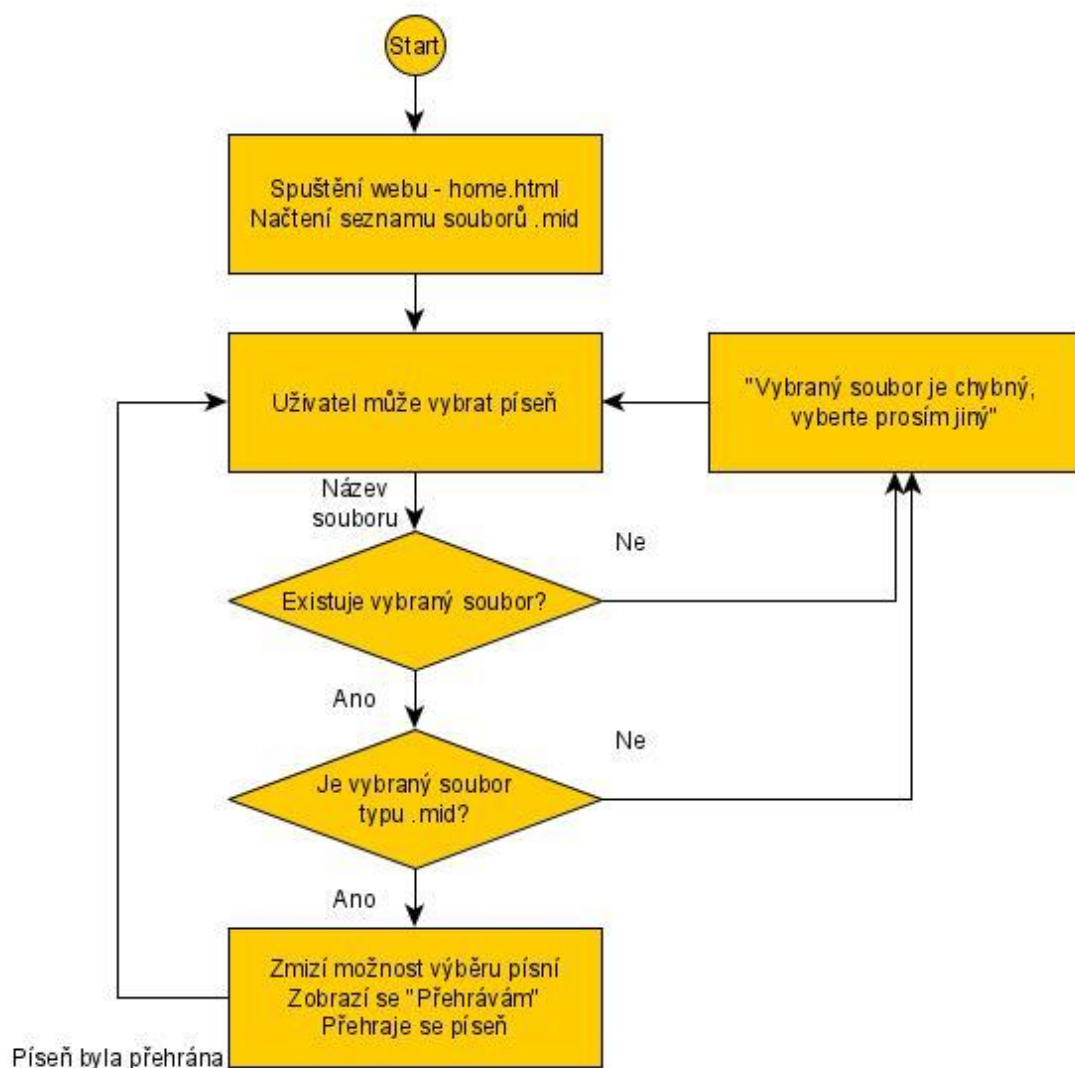 Start
Spuštění webu - home.html
Načtení seznamu souborů .mid
Uživatel může vybrat píseň
"Vybraný soubor je chybný,
vyberte prosím jiný"
Název
souboru
Ne
Existuje vybraný soubor?
Ano
Ne
Je vybraný soubor
typu .mid?
Ano
Zmizí možnost výběru písní
Zobrazí se "Přehrávám"
Přehraje se píseň
Píseň byla přehrána